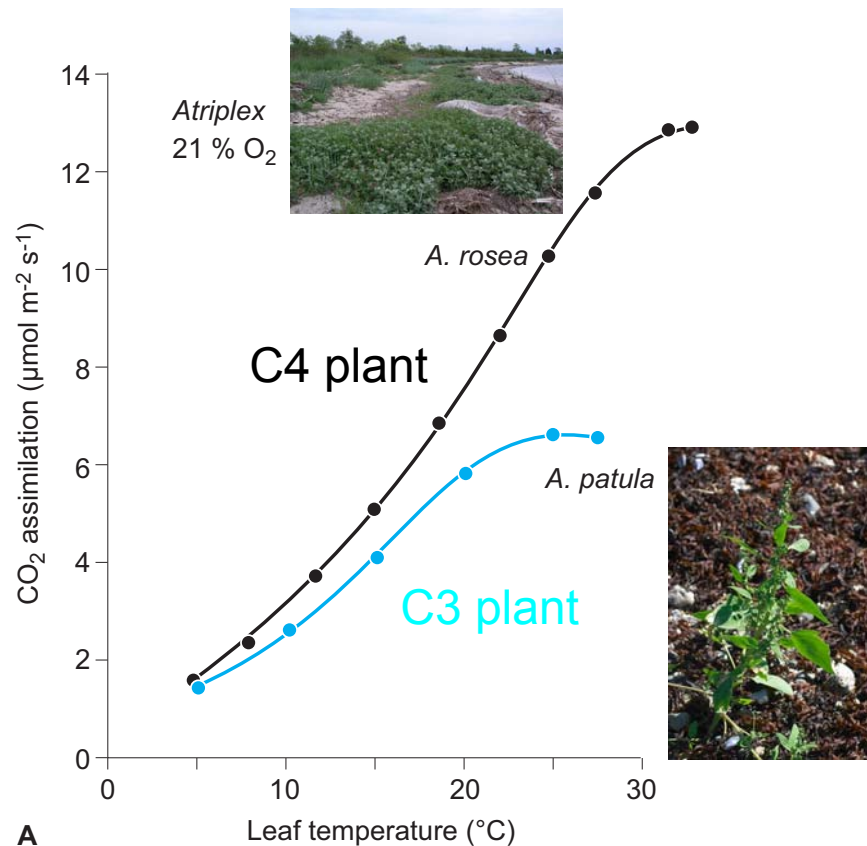 14
12
10
8
6
4
2
0
CO₂ assimilation (µmol m⁻² s⁻¹)
Atriplex
21 % O₂
A. rosea
C4 plant
A. patula
C3 plant
0
10
20
30
Leaf temperature (°C)
A